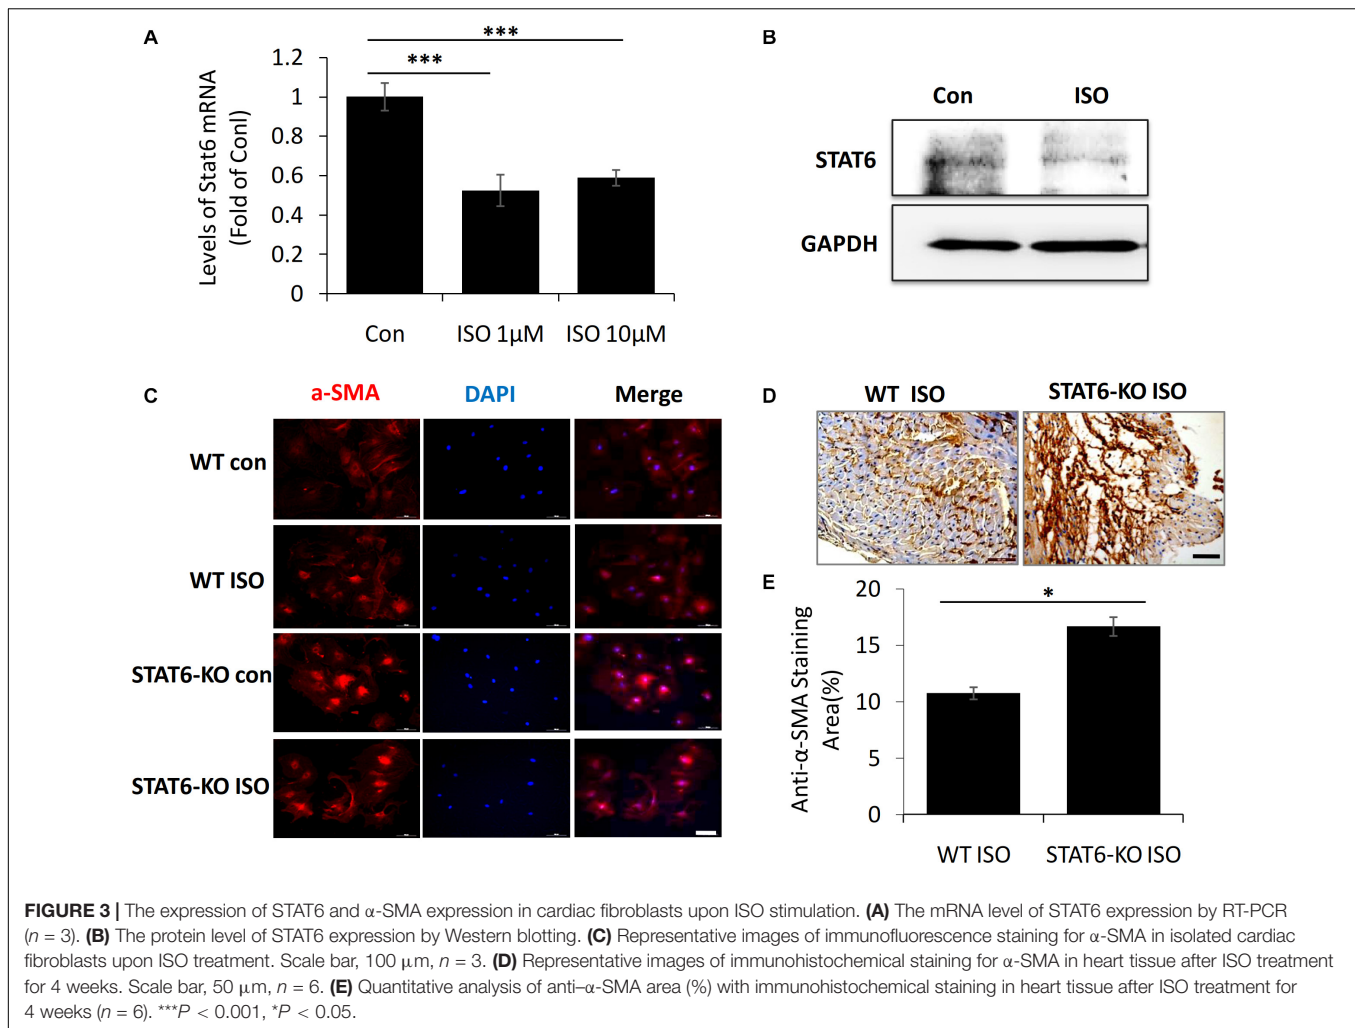 A
***
***
1.2
1
0.8
0.6
0.4
0.2
0
Levels of Stat6 mRNA
(Fold of Conl)
Con
ISO 1μM
ISO 10μM
B
Con
ISO
STAT6
GAPDH
C
a-SMA
DAPI
Merge
WT con
WT ISO
STAT6-KO con
STAT6-KO ISO
D
WT ISO
STAT6-KO ISO
E
*
20
15
10
5
0
Anti-α-SMA Staining
Area(%)
WT ISO
STAT6-KO ISO
FIGURE 3 | The expression of STAT6 and α-SMA expression in cardiac fibroblasts upon ISO stimulation. (A) The mRNA level of STAT6 expression by RT-PCR
(n = 3). (B) The protein level of STAT6 expression by Western blotting. (C) Representative images of immunofluorescence staining for α-SMA in isolated cardiac
fibroblasts upon ISO treatment. Scale bar, 100 μm, n = 3. (D) Representative images of immunohistochemical staining for α-SMA in heart tissue after ISO treatment
for 4 weeks. Scale bar, 50 μm, n = 6. (E) Quantitative analysis of anti–α-SMA area (%) with immunohistochemical staining in heart tissue after ISO treatment for
4 weeks (n = 6). ***P < 0.001, *P < 0.05.